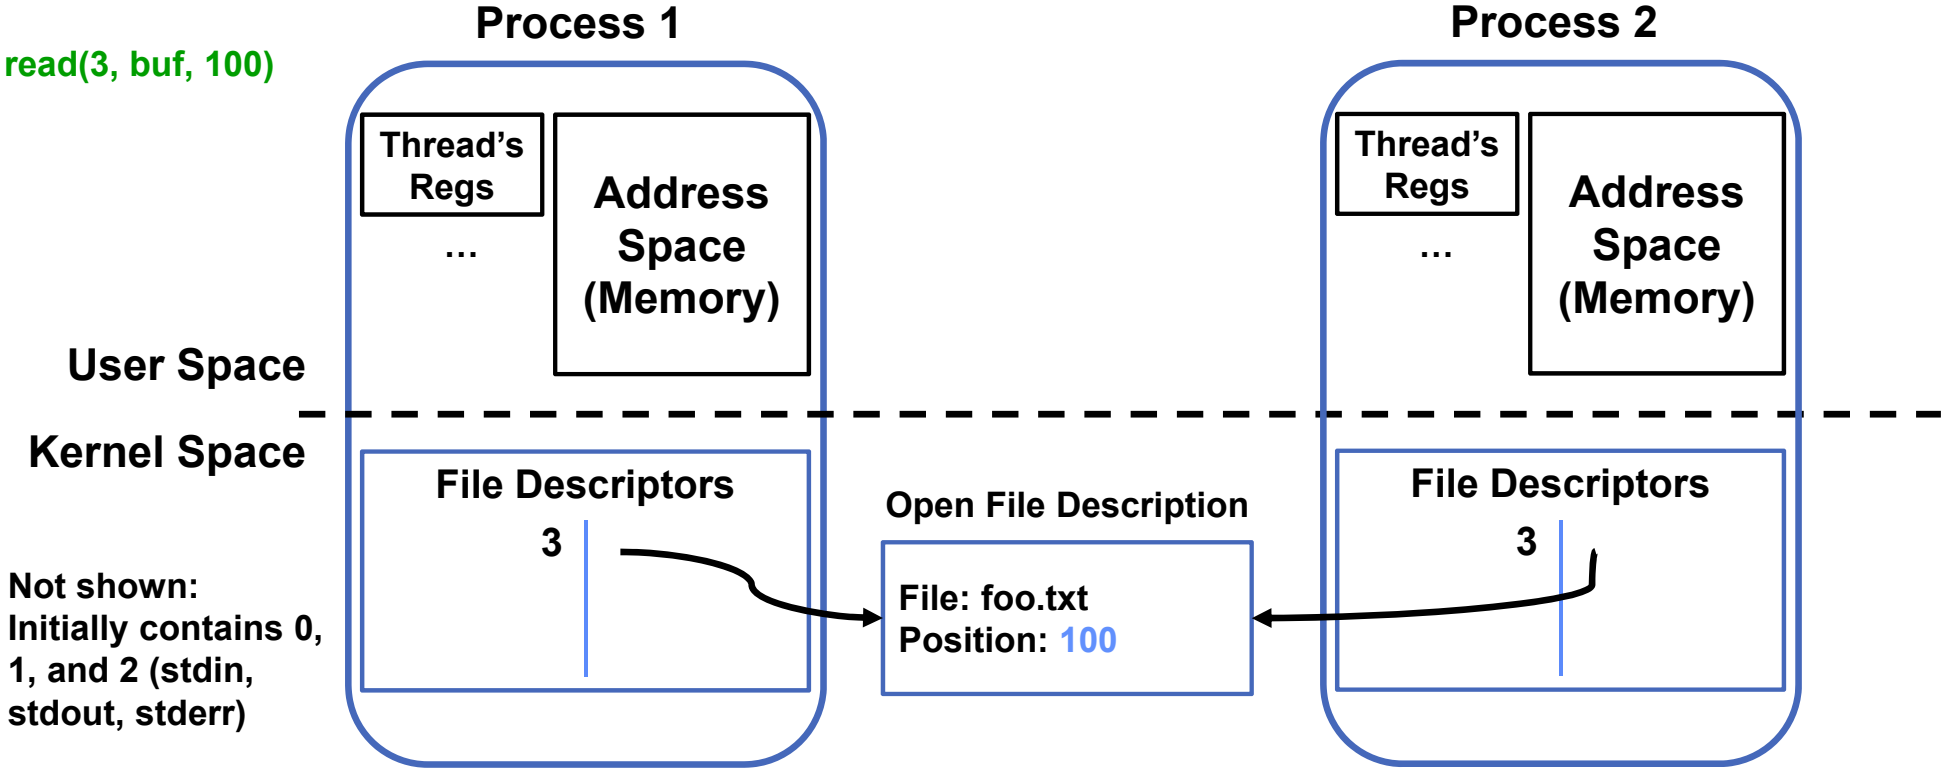 Process 1
Process 2
read(3, buf, 100)
Thread’s
Regs
…
Address
Space
(Memory)
Thread’s
Regs
…
Address
Space
(Memory)
User Space
Kernel Space
File Descriptors
3
Open File Description
File: foo.txt
Position: 100
File Descriptors
3
Not shown:
Initially contains 0,
1, and 2 (stdin,
stdout, stderr)